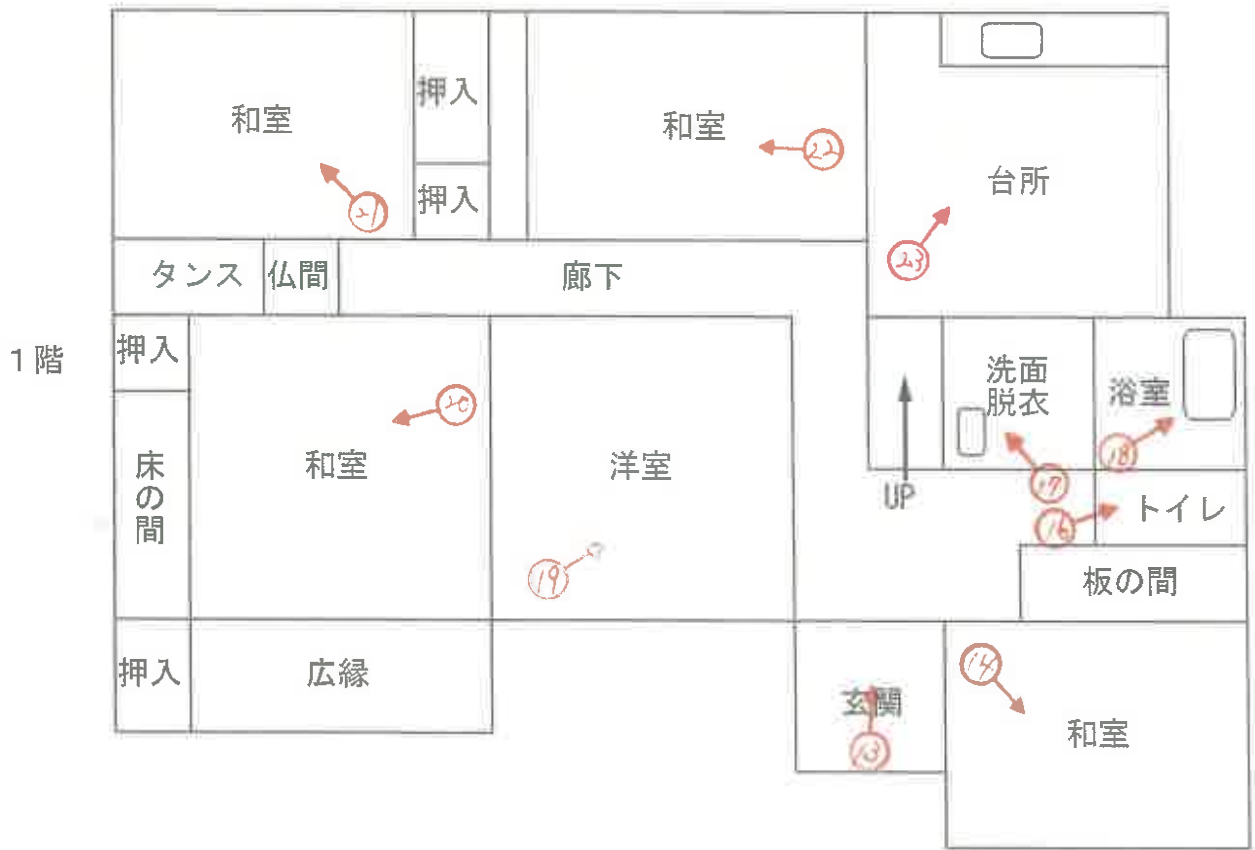 和室
押入
和室
㉒
台所
押入
㉑
㉓
タンス
仏間
廊下
1階
押入
和室
⑳
床の間
洋室
⑲
UP
洗面
脱衣
浴室
⑱
⑰
⑯
トイレ
板の間
押入
広縁
玄関
⑬
⑭
和室